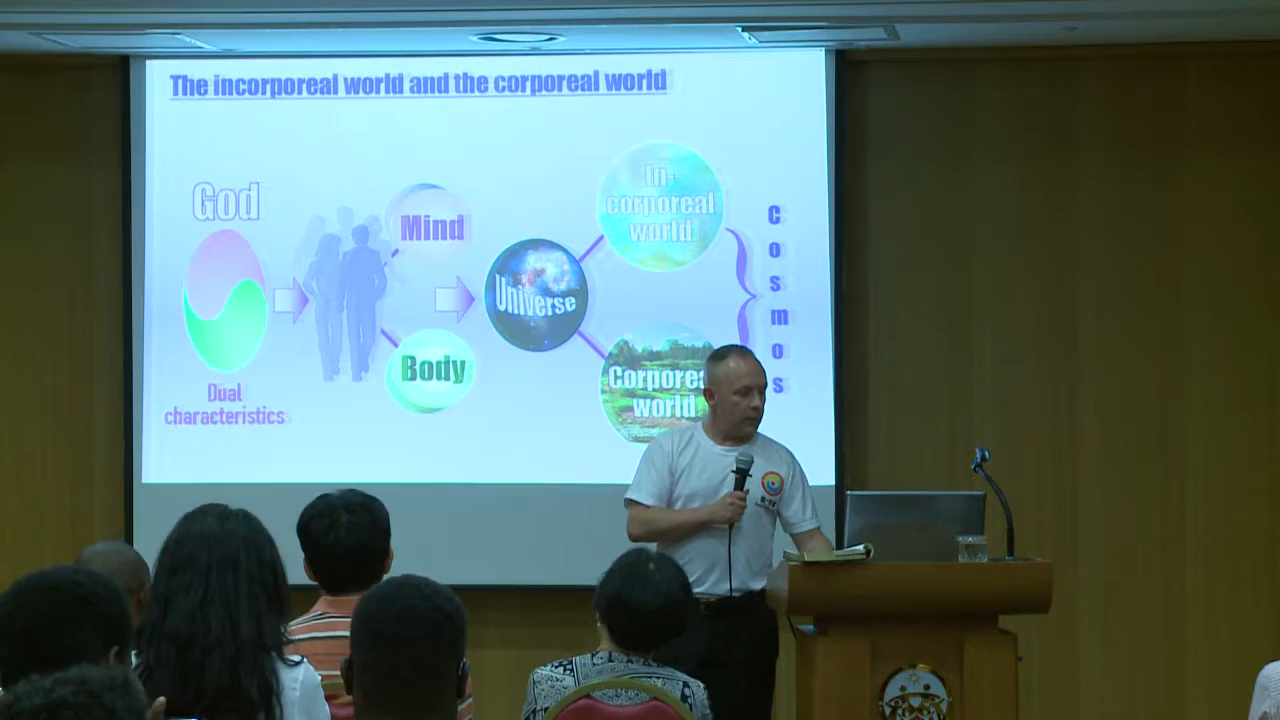 The incorporeal world and the corporeal world
God
Dual
characteristics
Mind
Body
Universe
In-
corporeal
world
Corporeal
world
Cosmos